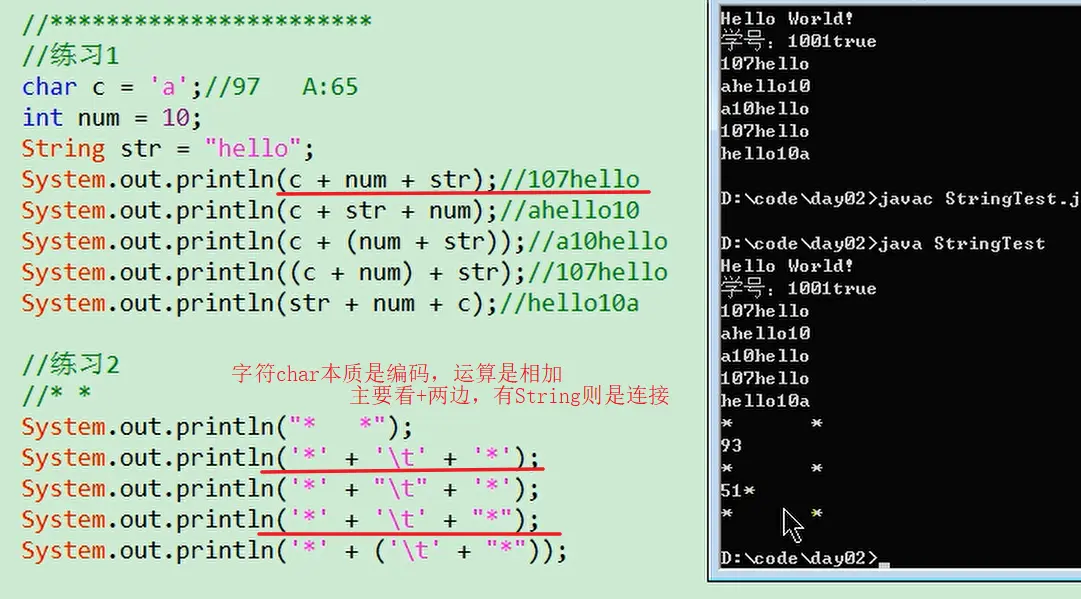 //***********************
//练习1
char c = 'a';//97   A:65
int num = 10;
String str = "hello";
System.out.println(c + num + str);//107hello
System.out.println(c + str + num);//ahello10
System.out.println(c + (num + str));//a10hello
System.out.println((c + num) + str);//107hello
System.out.println(str + num + c);//hello10a
//练习2
字符char本质是编码，运算是相加
//* *
主要看+两边，有String则是连接
System.out.println("*   *");
System.out.println('*' + '\t' + '*');
System.out.println('*' + "\t" + '*');
System.out.println('*' + '\t' + "*");
System.out.println('*' + ('\t' + "*"));
Hello World!
学号：1001true
107hello
ahello10
a10hello
107hello
hello10a
D:\code\day02>javac StringTest.j
D:\code\day02>java StringTest
Hello World!
学号：1001true
107hello
ahello10
a10hello
107hello
hello10a
*       *
93
*       *
51*
*       *
D:\code\day02>